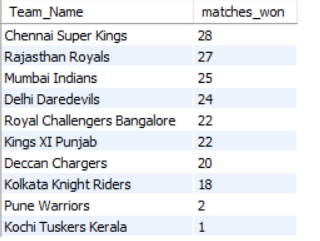 Team_Name matches_won
Chennai Super Kings 28
Rajasthan Royals 27
Mumbai Indians 25
Delhi Daredevils 24
Royal Challengers Bangalore 22
Kings XI Punjab 22
Deccan Chargers 20
Kolkata Knight Riders 18
Pune Warriors 2
Kochi Tuskers Kerala 1